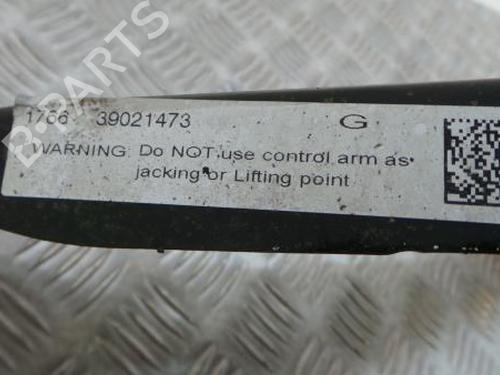 B-PARTS
1766 39021473 G
WARNING: Do NOT use control arm as
jacking or Lifting point